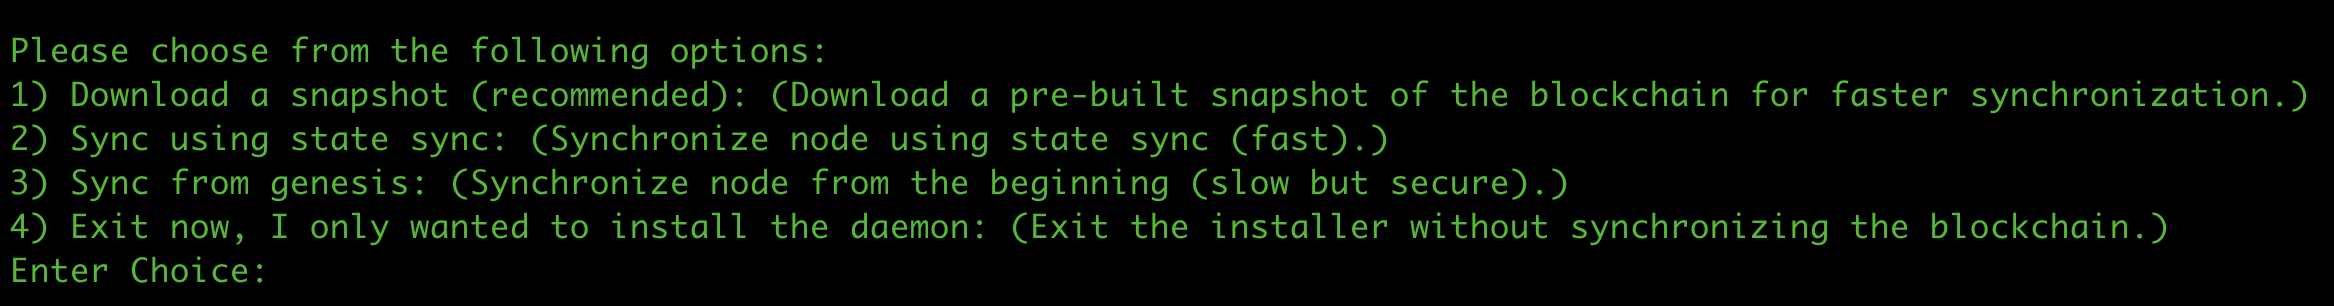 Please choose from the following options:
1) Download a snapshot (recommended): (Download a pre-built snapshot of the blockchain for faster synchronization.)
2) Sync using state sync: (Synchronize node using state sync (fast).)
3) Sync from genesis: (Synchronize node from the beginning (slow but secure).)
4) Exit now, I only wanted to install the daemon: (Exit the installer without synchronizing the blockchain.)
Enter Choice: